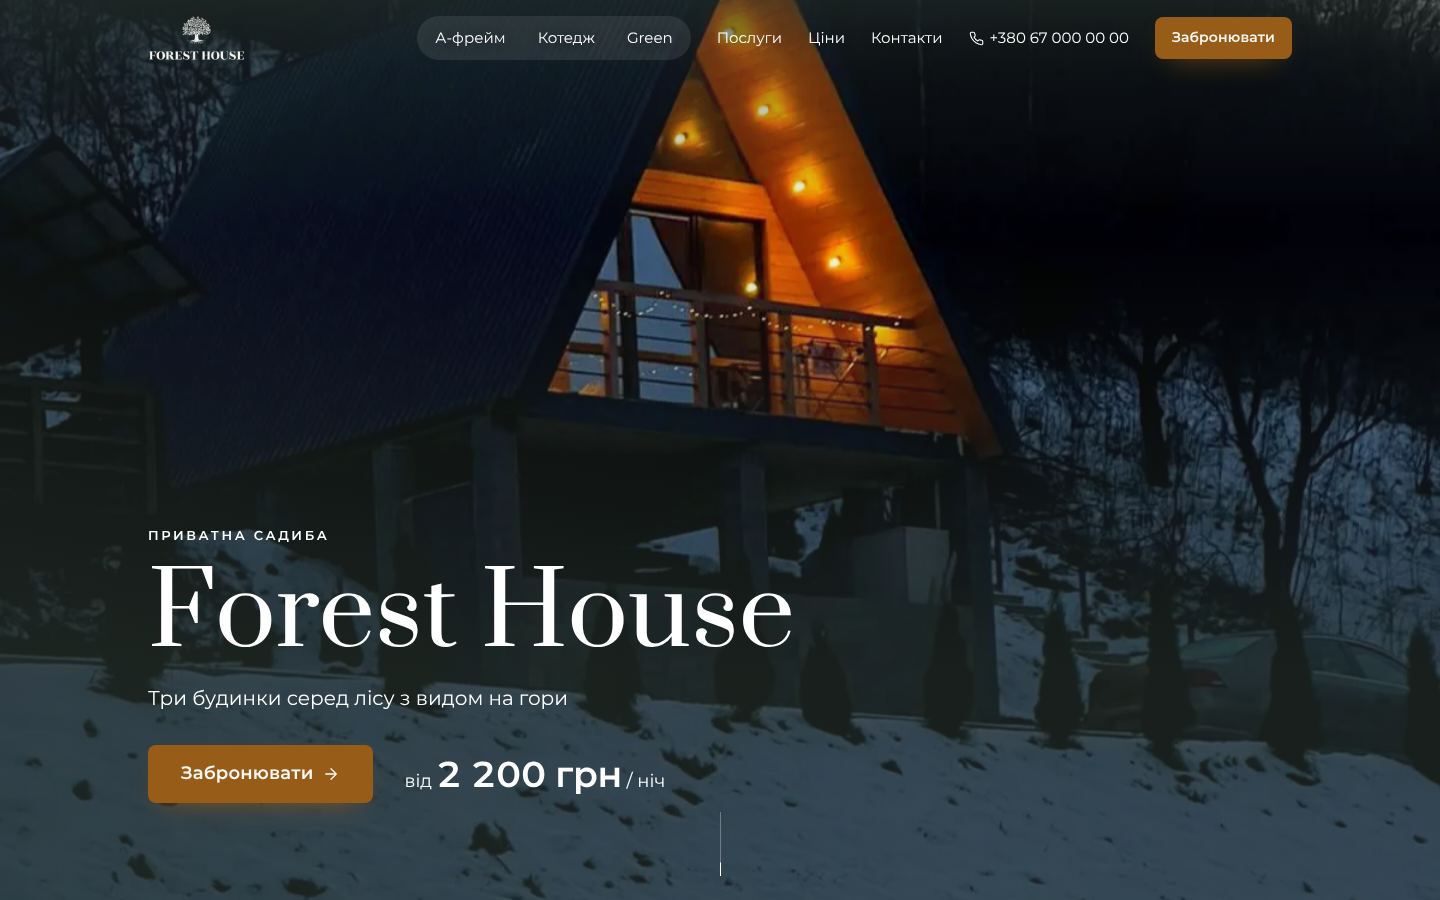 FOREST HOUSE
А-фрейм Котедж Green Послуги Ціни Контакти +380 67 000 00 00 Забронювати
ПРИВАТНА САДИБА
Forest House
Три будинки серед лісу з видом на гори
Забронювати → від 2 200 грн / ніч